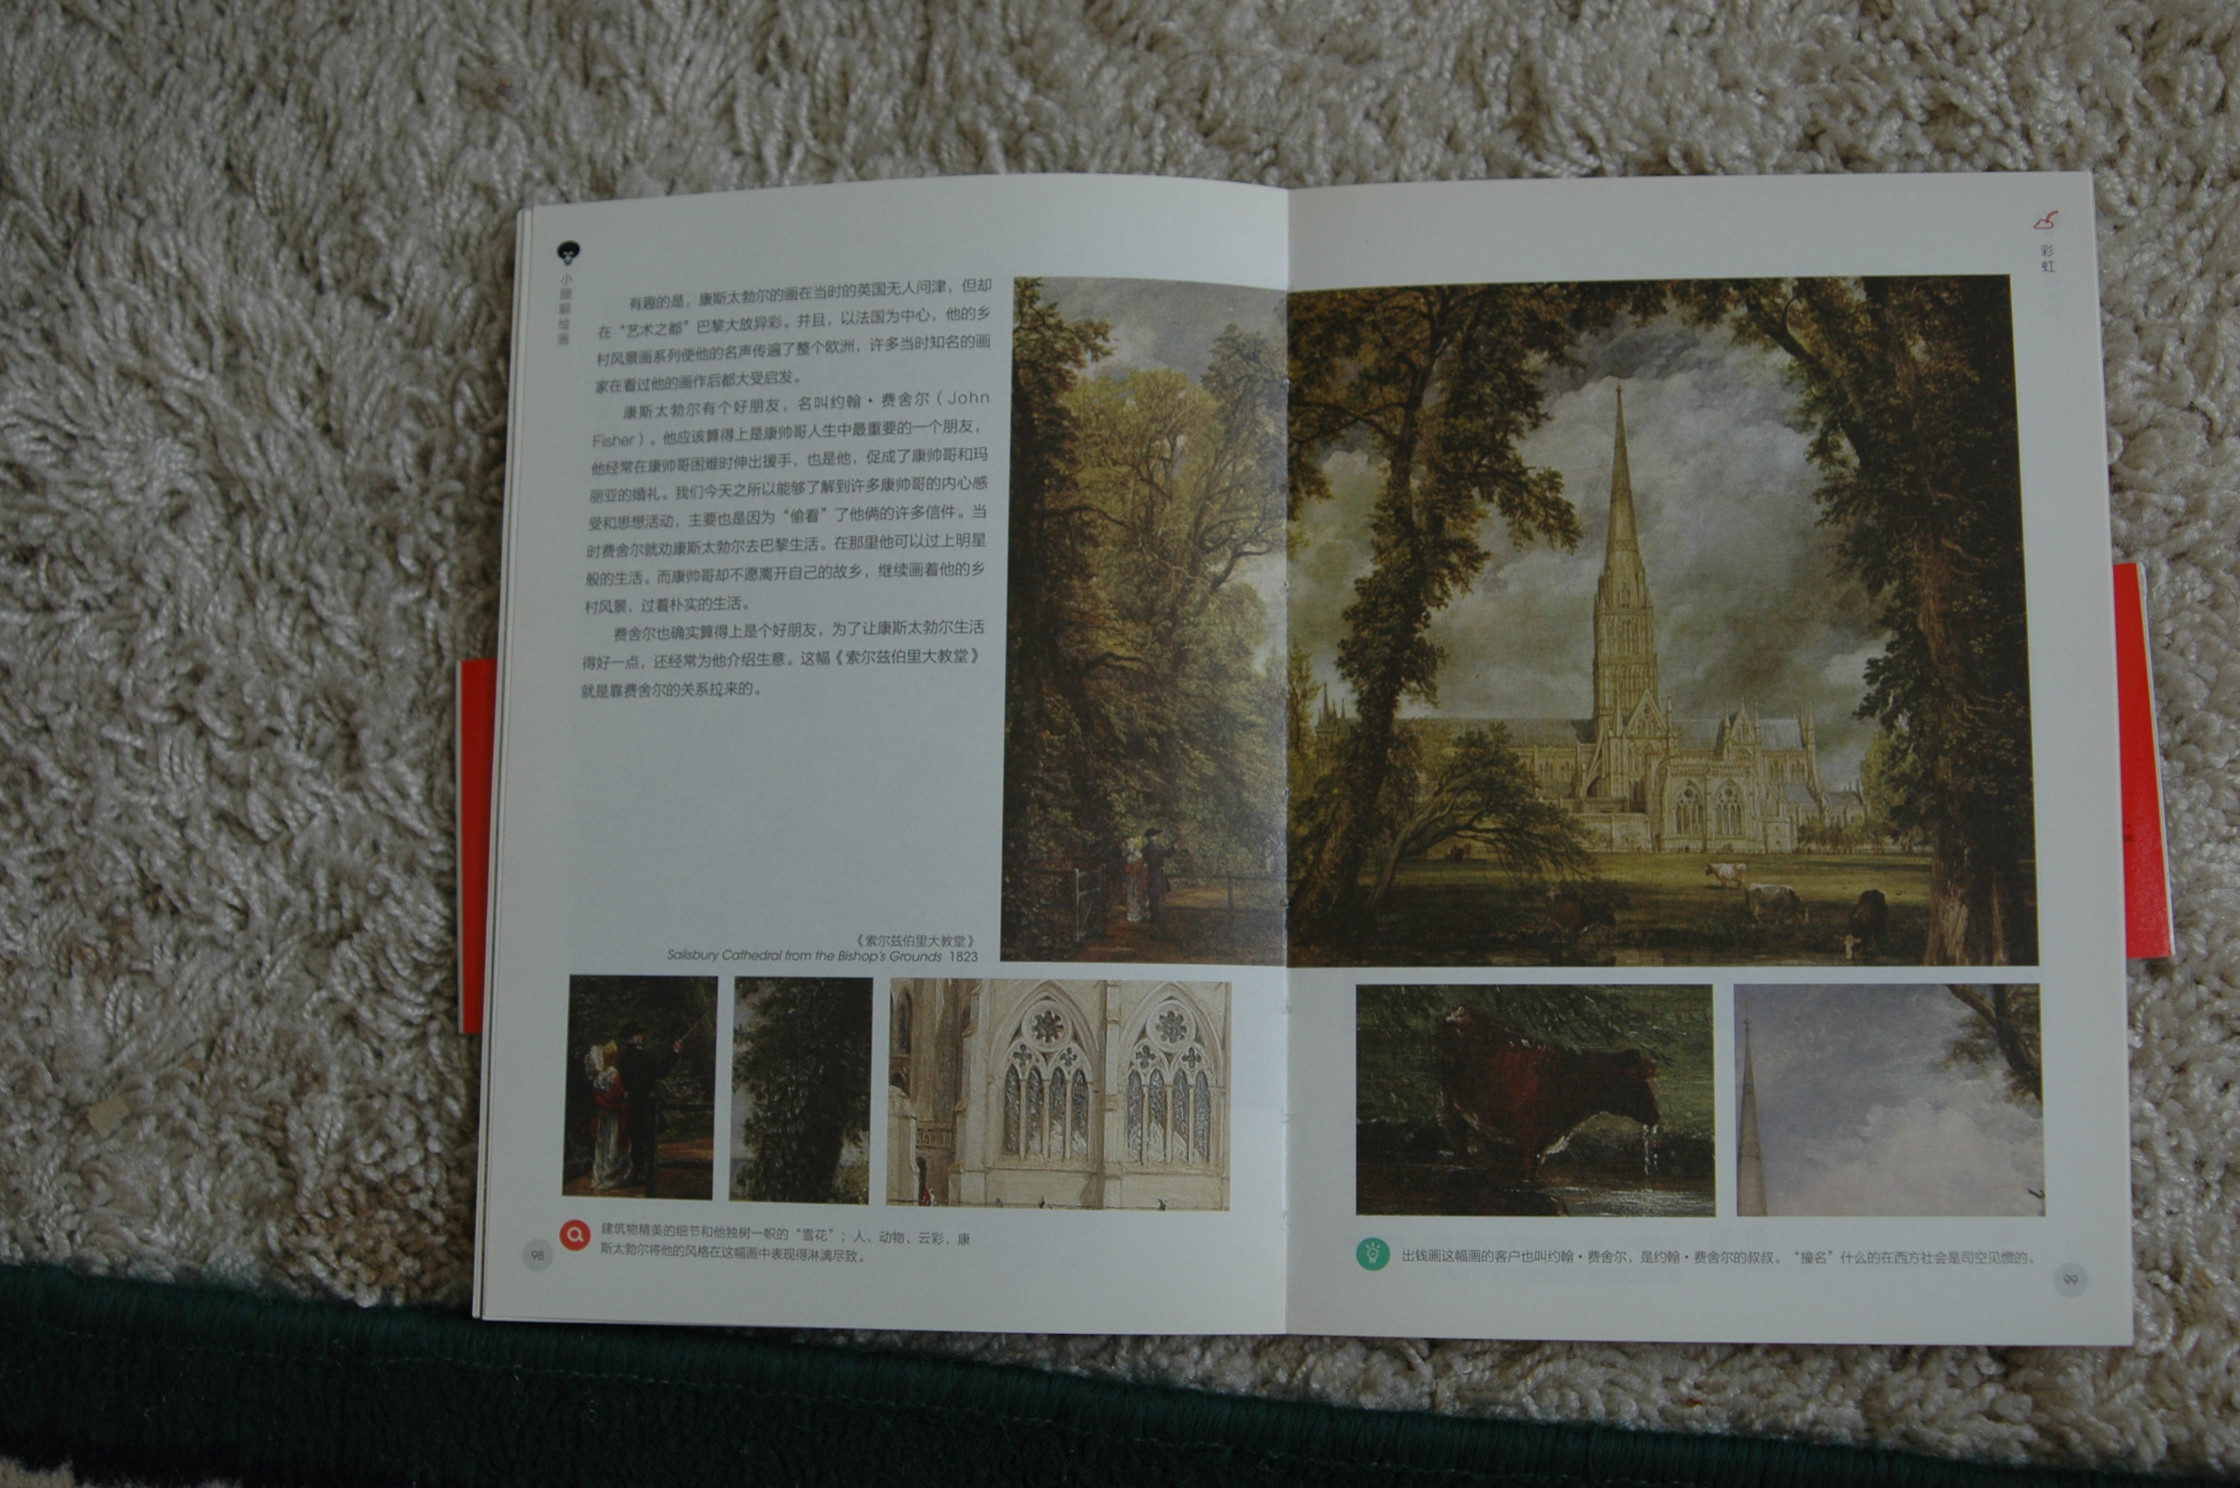 小
顾
聊
绘
画
有趣的是，康斯太勃尔的画在当时的英国无人问津，但却
在“艺术之都”巴黎大放异彩。并且，以法国为中心，他的乡
村风景画系列使他的名声传遍了整个欧洲，许多当时知名的画
家在看过他的画作后都大受启发。
康斯太勃尔有个好朋友，名叫约翰·费舍尔（John
Fisher）。他应该算得上是康帅哥人生中最重要的一个朋友，
他经常在康帅哥困难时伸出援手，也是他，促成了康帅哥和玛
丽亚的婚礼。我们今天之所以能够了解到许多康帅哥的内心感
受和思想活动，主要也是因为“偷看”了他俩的许多信件。当
时费舍尔就劝康斯太勃尔去巴黎生活。在那里他可以过上明星
般的生活。而康帅哥却不愿离开自己的故乡，继续画着他的乡
村风景，过着朴实的生活。
费舍尔也确实算得上是个好朋友，为了让康斯太勃尔生活
得好一点，还经常为他介绍生意。这幅《索尔兹伯里大教堂》
就是靠费舍尔的关系拉来的。
《索尔兹伯里大教堂》
Salisbury Cathedral from the Bishop's Grounds 1823
建筑物精美的细节和他独树一帜的“雪花”；人、动物、云彩，康
斯太勃尔将他的风格在这幅画中表现得淋漓尽致。
98
彩
虹
出钱画这幅画的客户也叫约翰·费舍尔，是约翰·费舍尔的叔叔。“撞名”什么的在西方社会是司空见惯的。
99